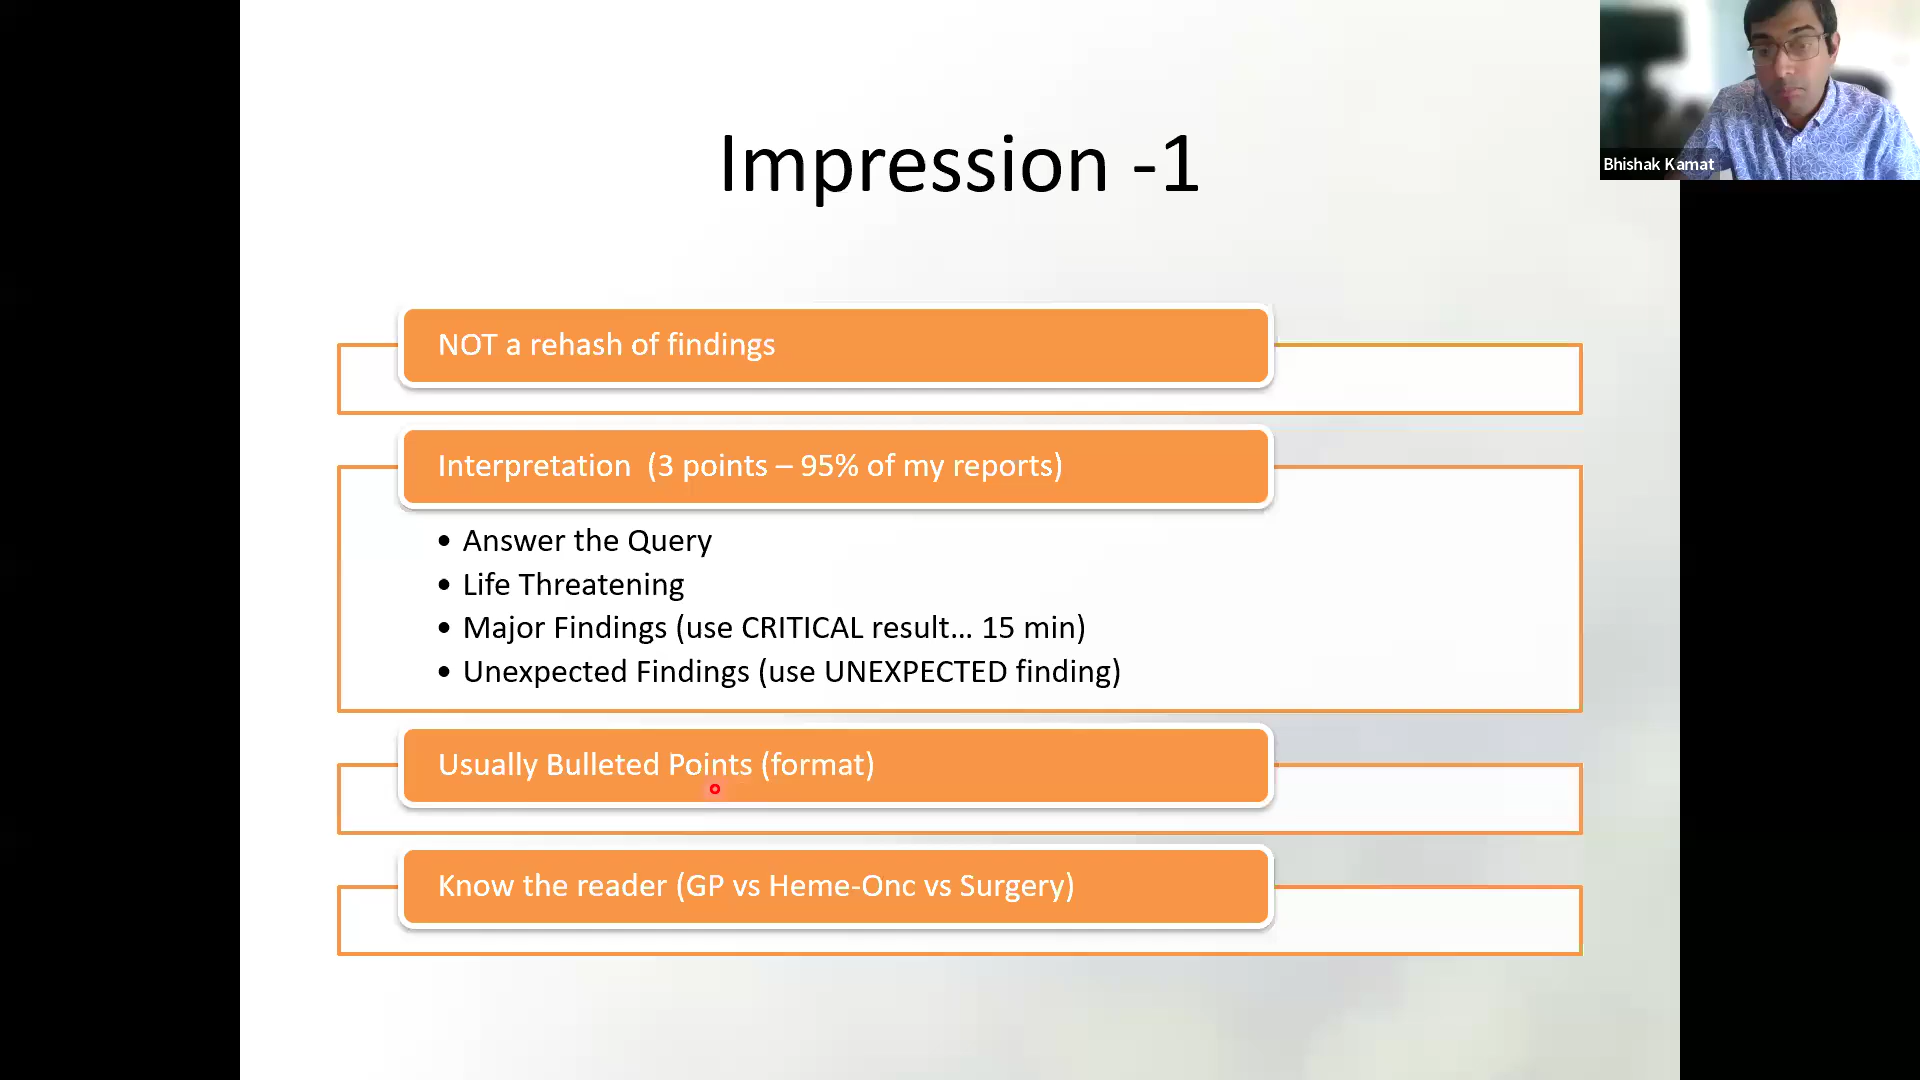 Impression -1
Bhishak Kamat
NOT a rehash of findings
Interpretation  (3 points – 95% of my reports)
• Answer the Query
• Life Threatening
• Major Findings (use CRITICAL result... 15 min)
• Unexpected Findings (use UNEXPECTED finding)
Usually Bulleted Points (format)
Know the reader (GP vs Heme-Onc vs Surgery)